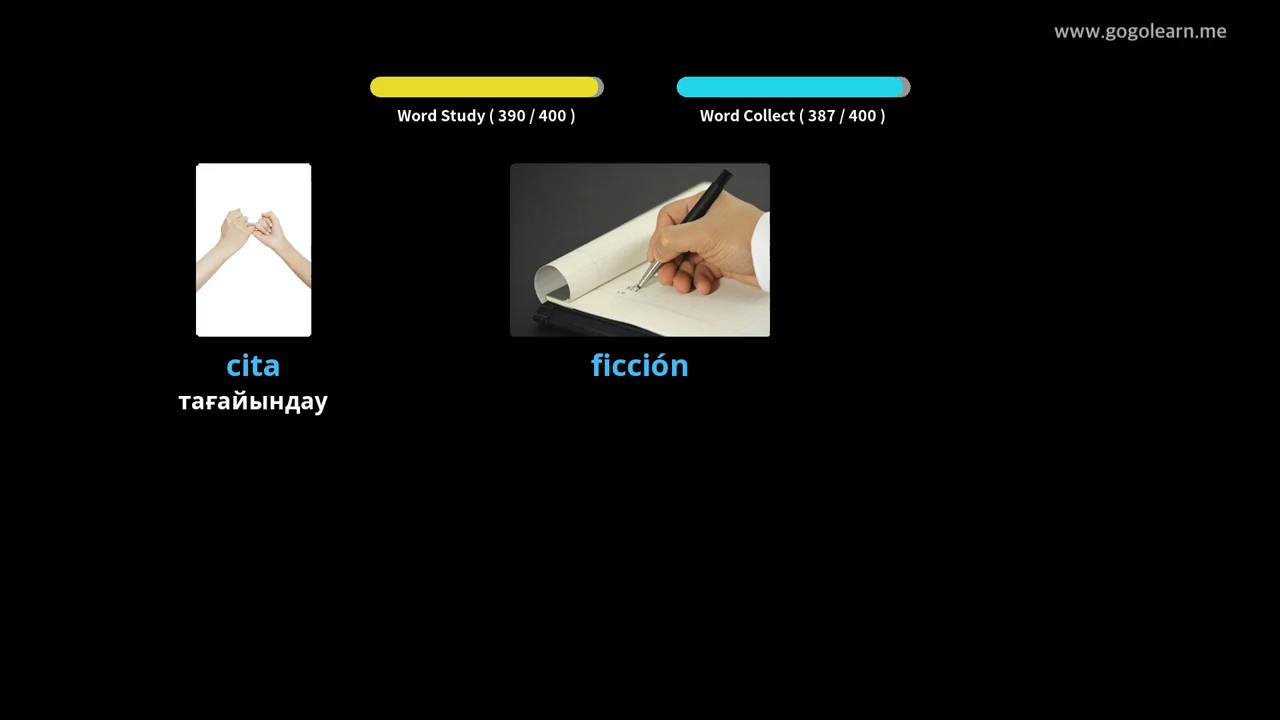 www.gogolearn.me
Word Study ( 390 / 400 )
Word Collect ( 387 / 400 )
cita
ficción
тағайындау